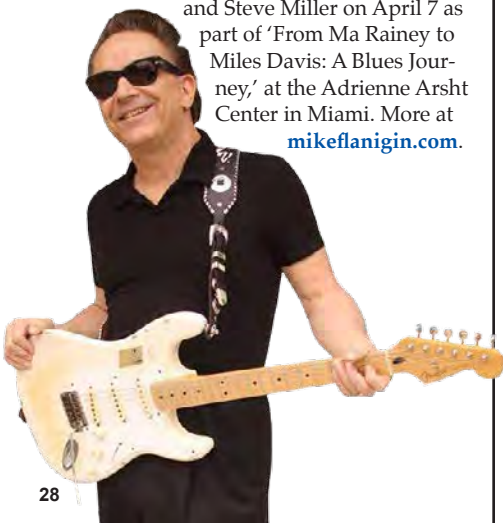 and Steve Miller on April 7 as
part of ‘From Ma Rainey to
Miles Davis: A Blues Jour-
ney,’ at the Adrienne Arsht
Center in Miami. More at
mikeflanigin.com.
28